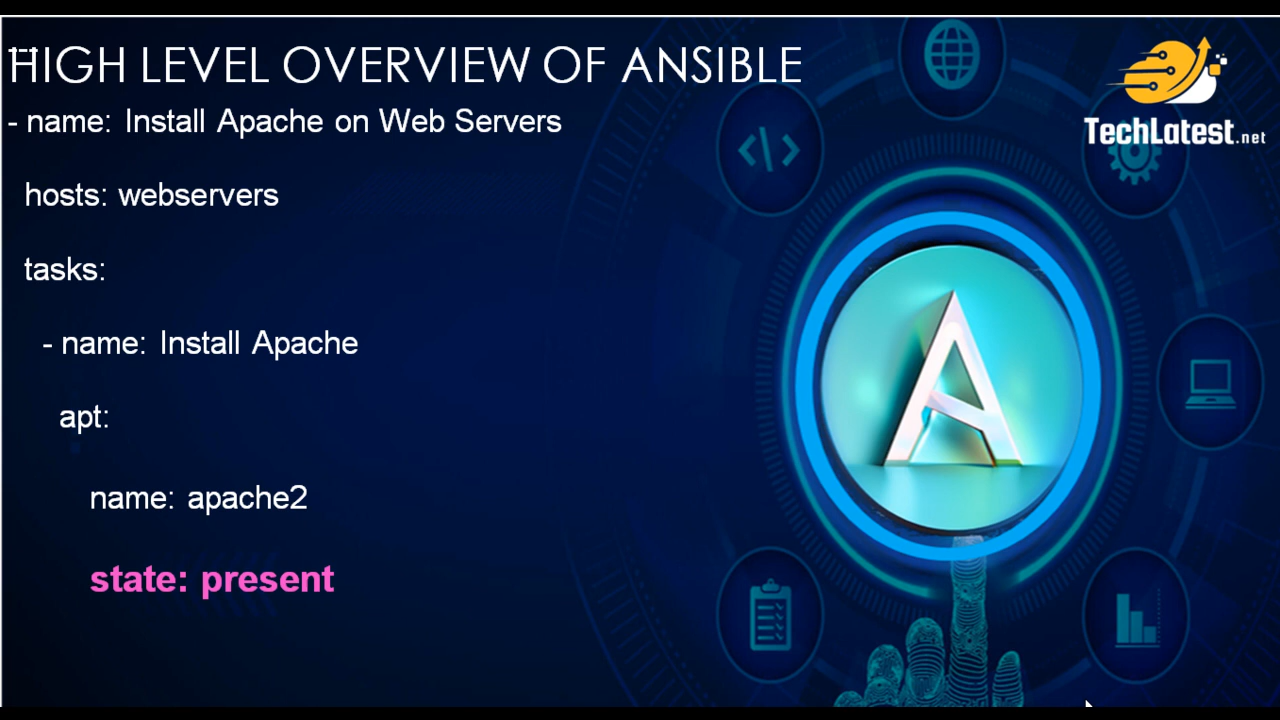 HIGH LEVEL OVERVIEW OF ANSIBLE
---
- name: Install Apache on Web Servers
hosts: webservers
tasks:
- name: Install Apache
apt:
name: apache2
state: present
TechLatest.net